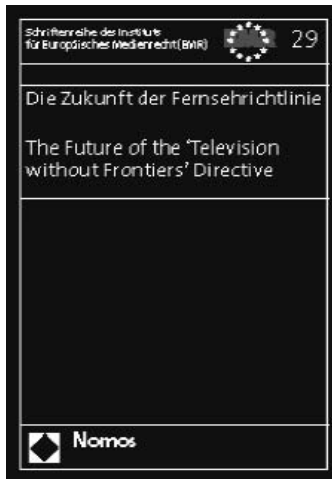 Schriftenreihe des Instituts
für Europäisches Medienrecht (EMR)
29
Die Zukunft der Fernsehrichtlinie
The Future of the ‘Television
without Frontiers’ Directive
Nomos